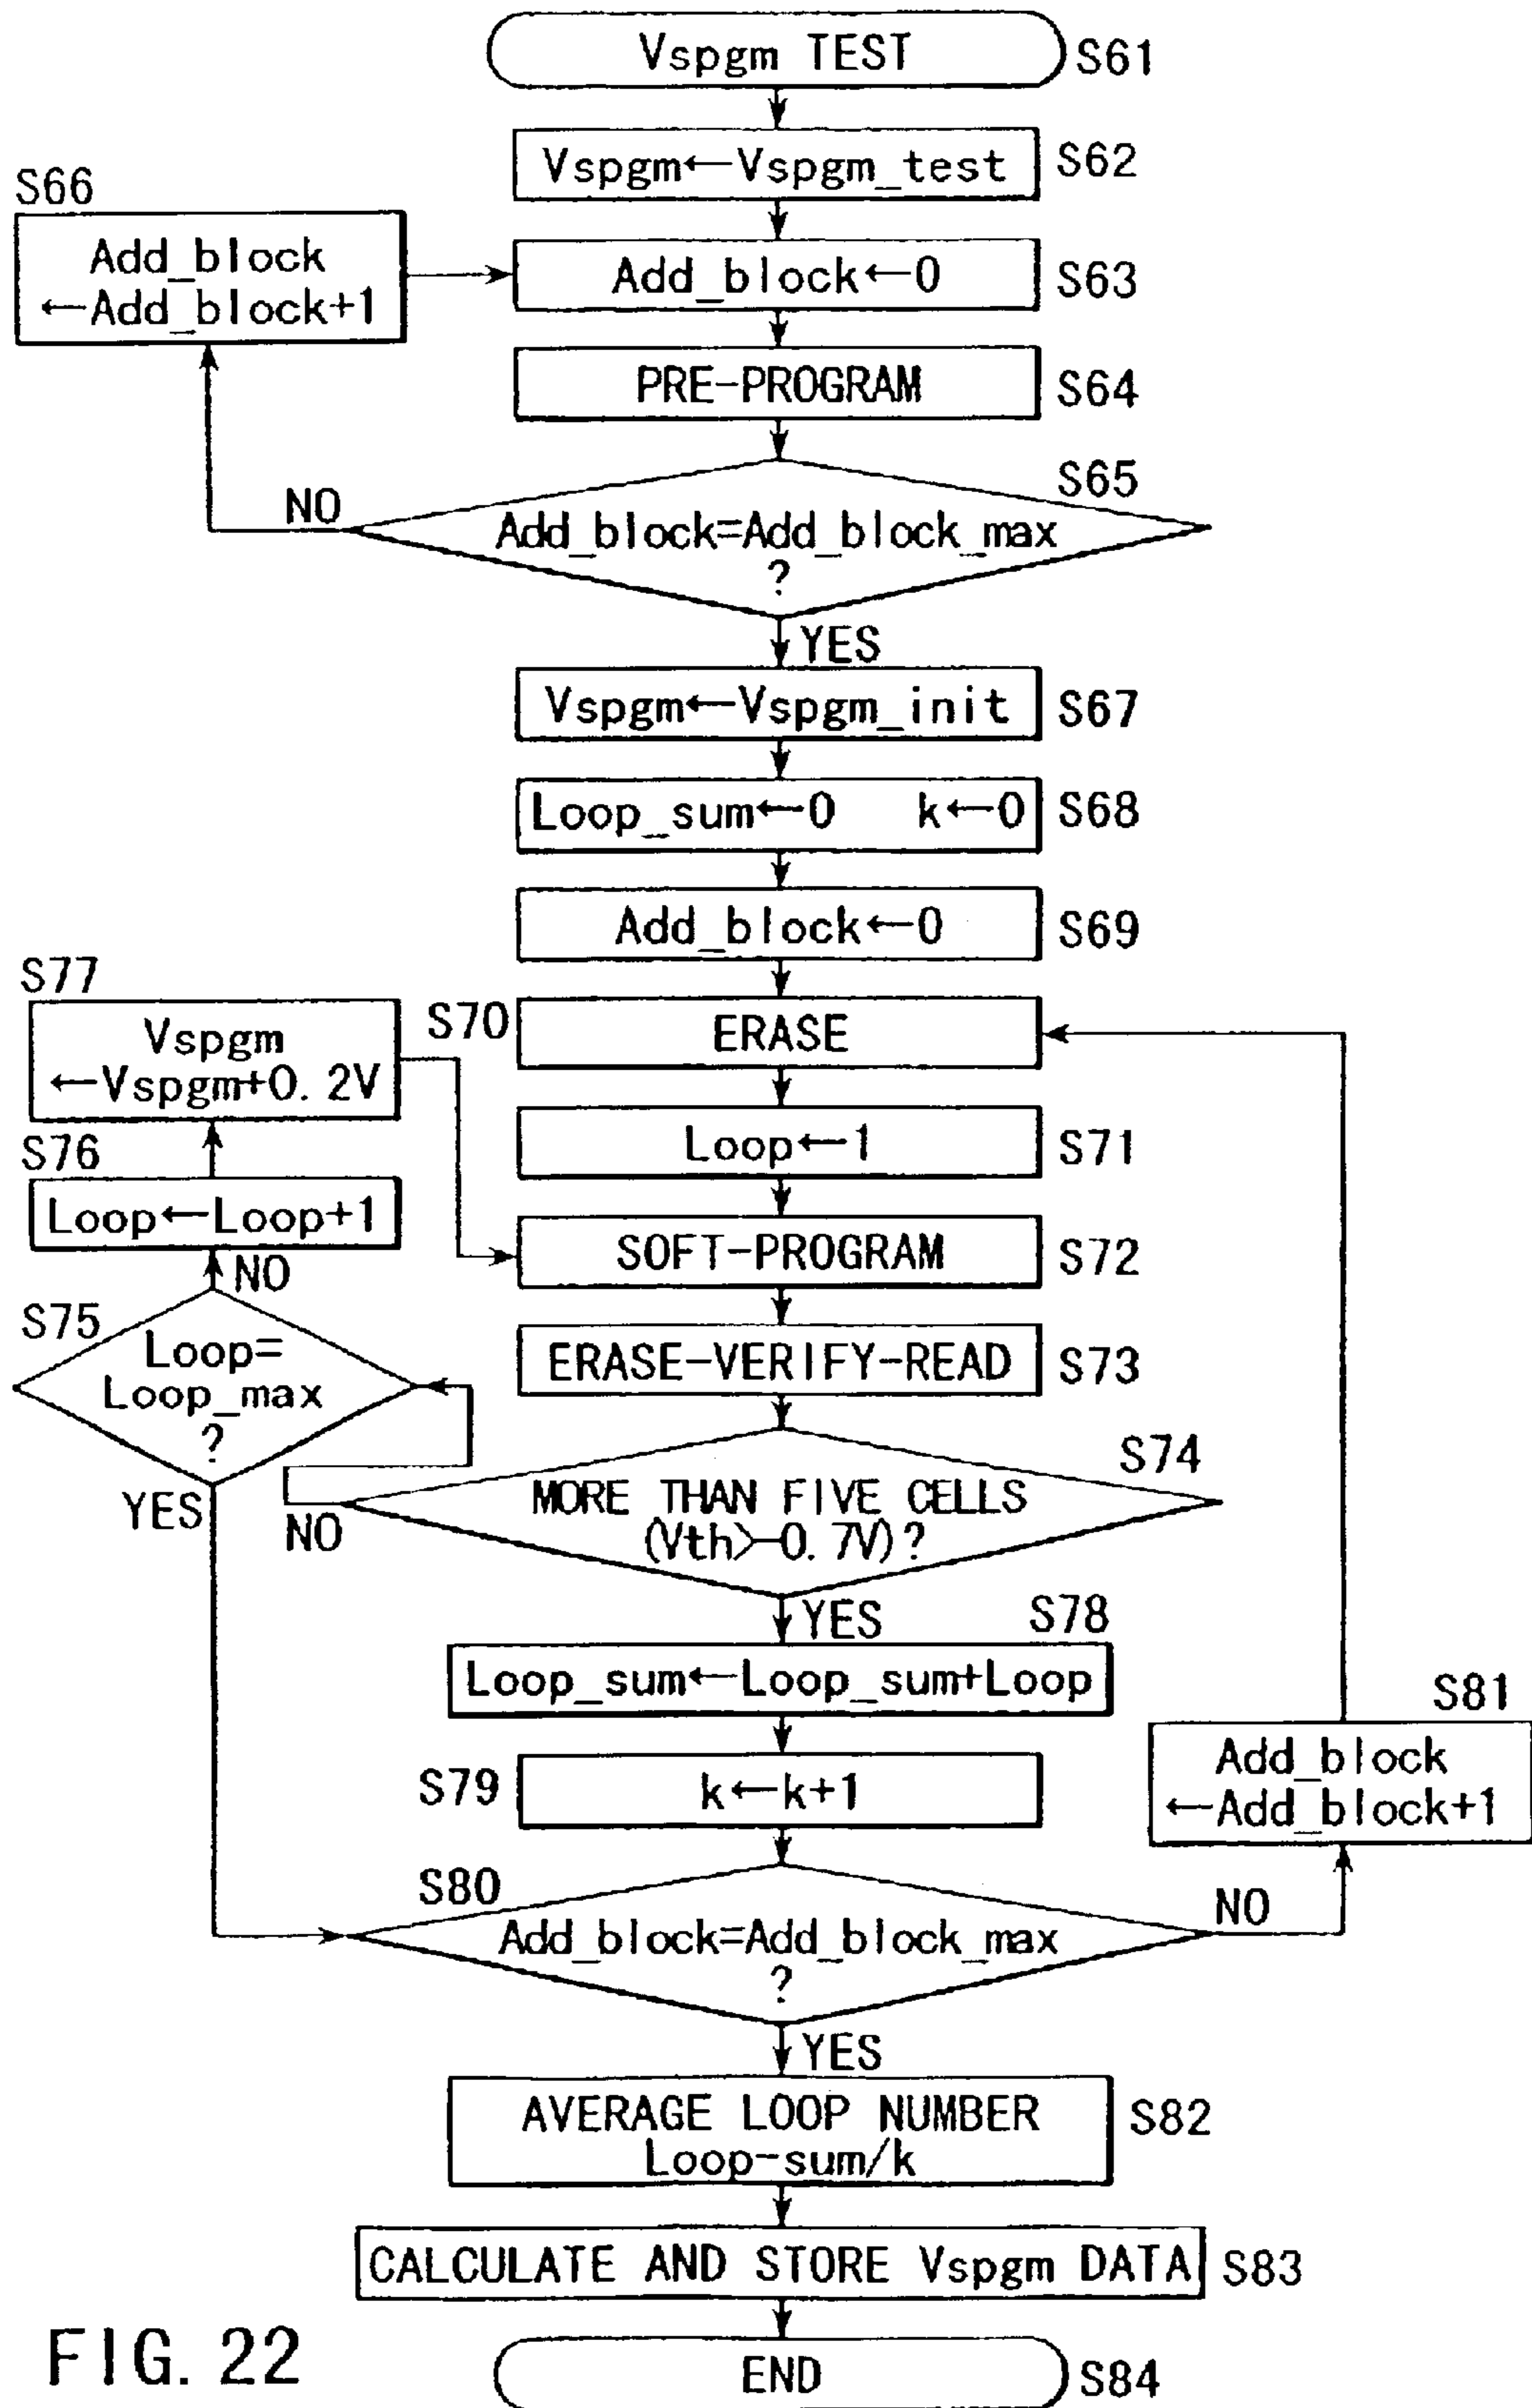 Vspgm TEST
S61
Vspgm←Vspgm_test
S62
S66
Add_block
←Add_block+1
Add_block←0
S63
PRE-PROGRAM
S64
S65
NO
Add_block=Add_block_max
?
YES
Vspgm←Vspgm_init
S67
Loop_sum←0 k←0
S68
Add_block←0
S69
S77
Vspgm
←Vspgm+0.2V
S70
ERASE
S76
Loop←Loop+1
Loop←1
S71
NO
SOFT-PROGRAM
S72
S75
Loop=
Loop_max
?
YES
ERASE-VERIFY-READ
S73
S74
MORE THAN FIVE CELLS
(Vth>-0.7V)?
NO
YES
S78
Loop_sum←Loop_sum+Loop
S81
Add_block
←Add_block+1
S79
k←k+1
S80
NO
Add_block=Add_block_max
?
YES
AVERAGE LOOP NUMBER
Loop-sum/k
S82
CALCULATE AND STORE Vspgm DATA
S83
FIG. 22
END
S84